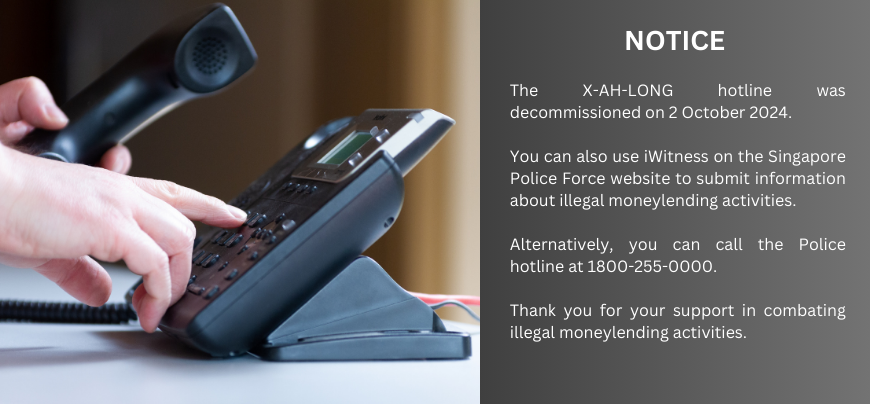 NOTICE
The X-AH-LONG hotline was
decommissioned on 2 October 2024.
You can also use iWitness on the Singapore
Police Force website to submit information
about illegal moneylending activities.
Alternatively, you can call the Police
hotline at 1800-255-0000.
Thank you for your support in combating
illegal moneylending activities.